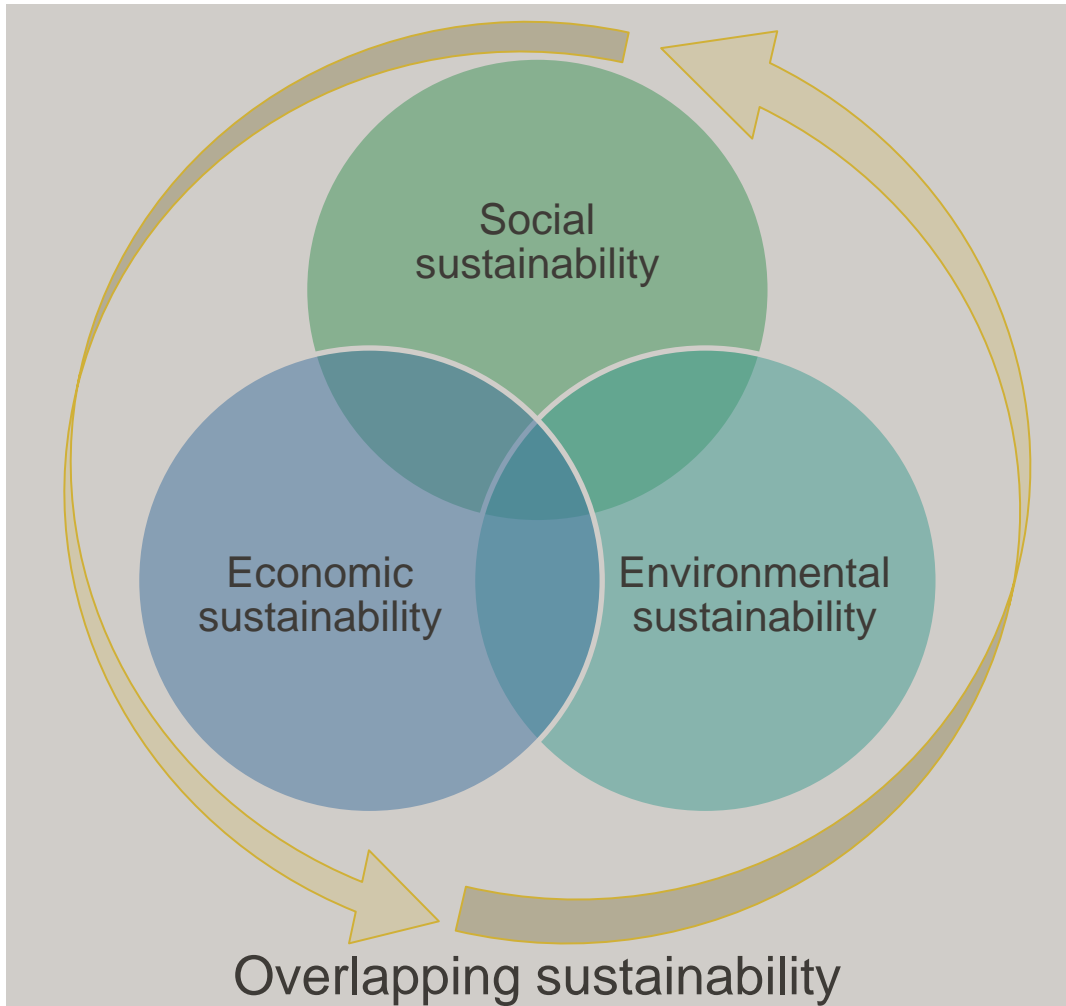 Social
sustainability
Economic
sustainability
Environmental
sustainability
Overlapping sustainability